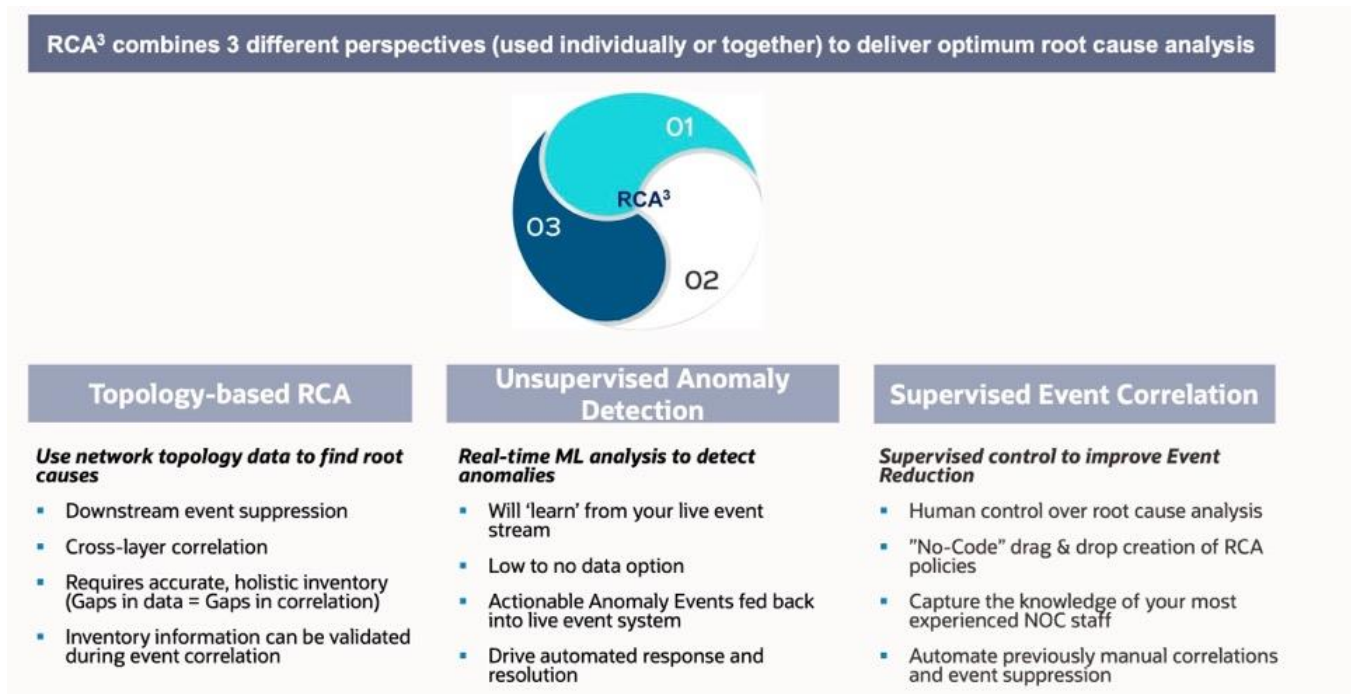 RCA³ combines 3 different perspectives (used individually or together) to deliver optimum root cause analysis
01
RCA³
03
02
Topology-based RCA
Use network topology data to find root
causes
▪ Downstream event suppression
▪ Cross-layer correlation
▪ Requires accurate, holistic inventory
(Gaps in data = Gaps in correlation)
▪ Inventory information can be validated
during event correlation
Unsupervised Anomaly
Detection
Real-time ML analysis to detect
anomalies
▪ Will ‘learn’ from your live event
stream
▪ Low to no data option
▪ Actionable Anomaly Events fed back
into live event system
▪ Drive automated response and
resolution
Supervised Event Correlation
Supervised control to improve Event
Reduction
▪ Human control over root cause analysis
▪ ”No-Code” drag & drop creation of RCA
policies
▪ Capture the knowledge of your most
experienced NOC staff
▪ Automate previously manual correlations
and event suppression